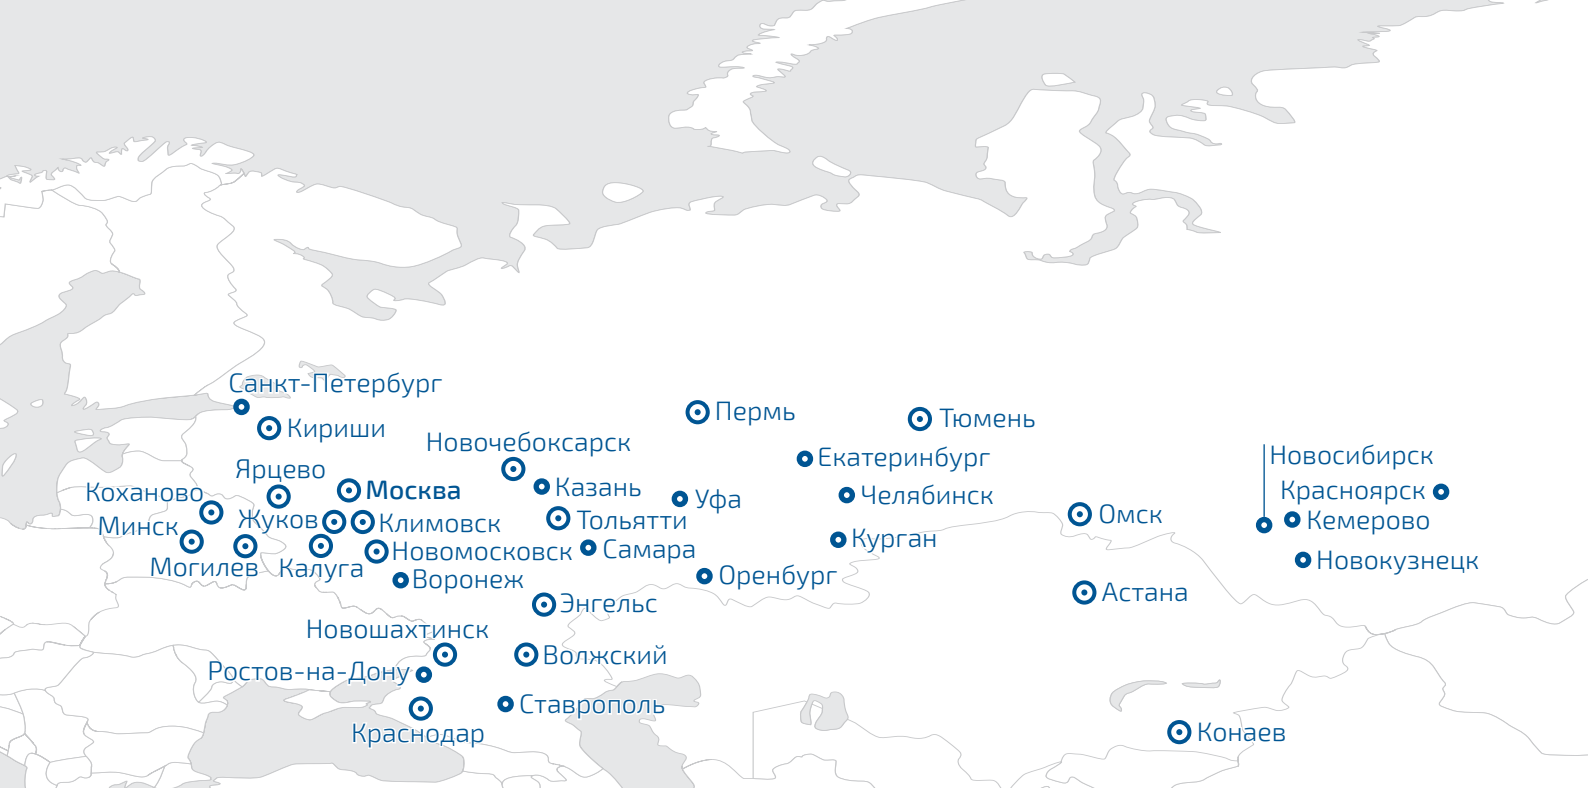 Санкт-Петербург
Кириши
Пермь
Тюмень
Новочебоксарск
Екатеринбург
Новосибирск
Ярцево
Москва
Казань
Уфа
Челябинск
Красноярск
Коханово
Жуков
Климовск
Тольятти
Омск
Кемерово
Минск
Новомосковск
Самара
Курган
Новокузнецк
Могилев
Калуга
Воронеж
Оренбург
Астана
Энгельс
Новошахтинск
Волжский
Ростов-на-Дону
Ставрополь
Краснодар
Конаев